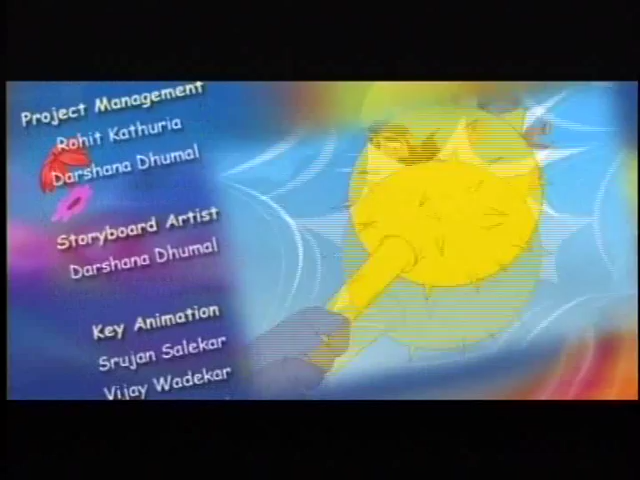 Project Management
Rohit Kathuria
Darshana Dhumal
Storyboard Artist
Darshana Dhumal
Key Animation
Srujan Salekar
Vijay Wadekar